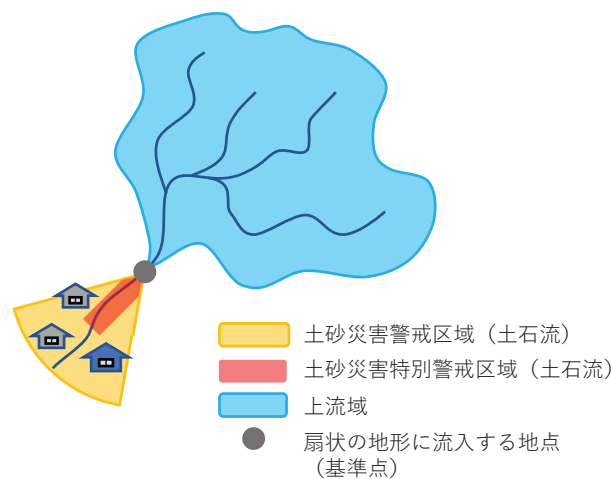 土砂災害警戒区域（土石流）
土砂災害特別警戒区域（土石流）
上流域
扇状の地形に流入する地点
（基準点）